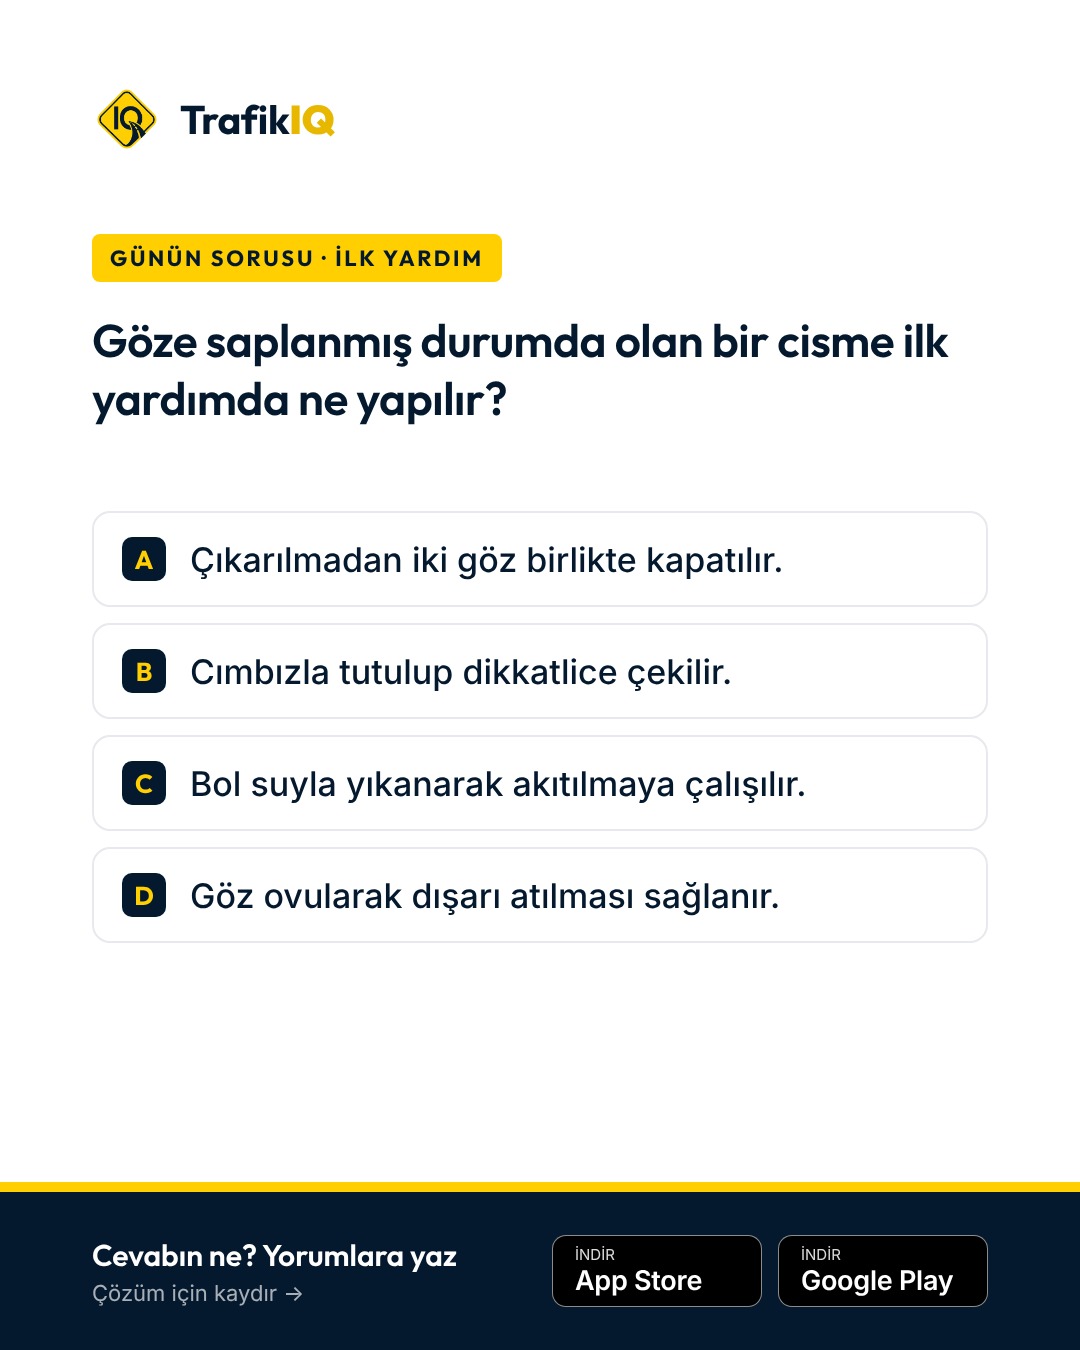 IQ
TrafikIQ
GÜNÜN SORUSU · İLK YARDIM
Göze saplanmış durumda olan bir cisme ilk
yardımda ne yapılır?
A Çıkarılmadan iki göz birlikte kapatılır.
B Cımbızla tutulup dikkatlice çekilir.
C Bol suyla yıkanarak akıtılmaya çalışılır.
D Göz ovularak dışarı atılması sağlanır.
Cevabın ne? Yorumlara yaz
Çözüm için kaydır →
İNDİR
App Store
İNDİR
Google Play